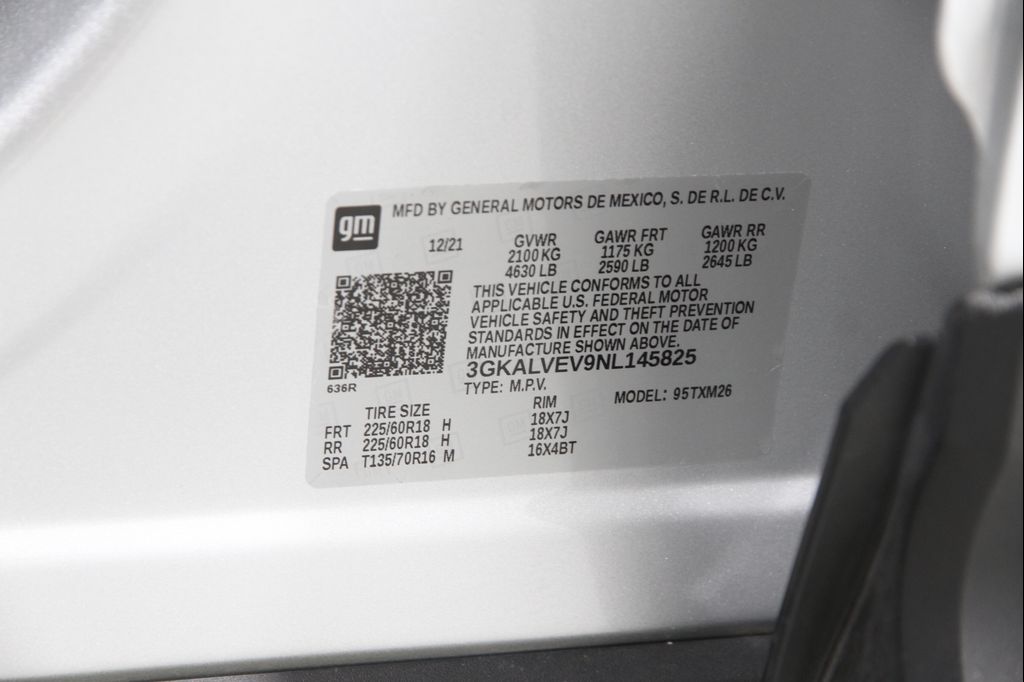 gm
MFD BY GENERAL MOTORS DE MEXICO, S. DE R.L. DE C.V.
12/21 GVWR GAWR FRT GAWR RR
2100 KG 1175 KG 1200 KG
4630 LB 2590 LB 2645 LB
THIS VEHICLE CONFORMS TO ALL
APPLICABLE U.S. FEDERAL MOTOR
VEHICLE SAFETY AND THEFT PREVENTION
STANDARDS IN EFFECT ON THE DATE OF
MANUFACTURE SHOWN ABOVE.
3GKALVEV9NL145825
636R
TYPE: M.P.V. MODEL: 95TXM26
TIRE SIZE RIM
FRT 225/60R18 H 18X7J
RR 225/60R18 H 18X7J
SPA T135/70R16 M 16X4BT